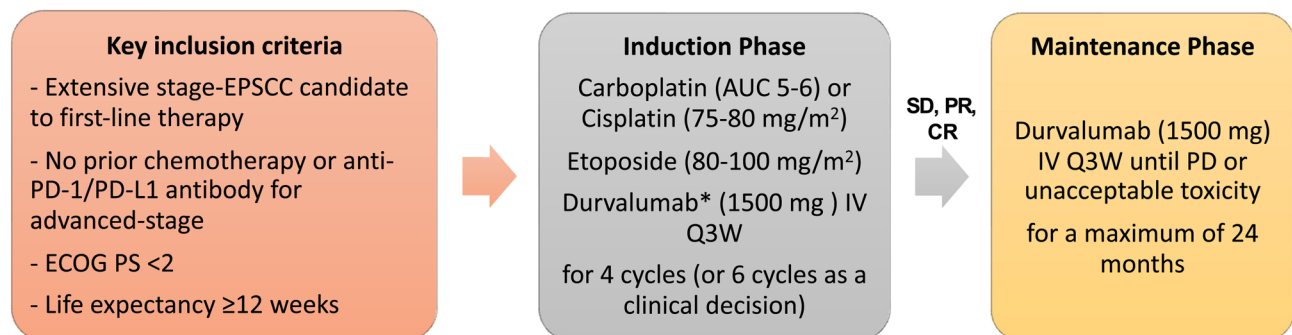 Key inclusion criteria
- Extensive stage-EPSCC candidate
to first-line therapy
- No prior chemotherapy or anti-
PD-1/PD-L1 antibody for
advanced-stage
- ECOG PS <2
- Life expectancy ≥12 weeks
Induction Phase
Carboplatin (AUC 5-6) or
Cisplatin (75-80 mg/m²)
Etoposide (80-100 mg/m²)
Durvalumab* (1500 mg ) IV
Q3W
for 4 cycles (or 6 cycles as a
clinical decision)
SD, PR,
CR
Maintenance Phase
Durvalumab (1500 mg)
IV Q3W until PD or
unacceptable toxicity
for a maximum of 24
months